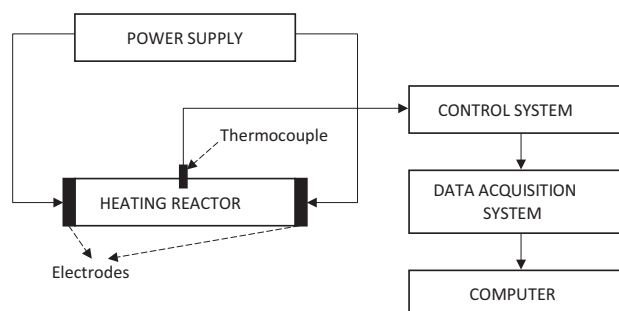 POWER SUPPLY
CONTROL SYSTEM
Thermocouple
HEATING REACTOR
DATA ACQUISITION
SYSTEM
Electrodes
COMPUTER